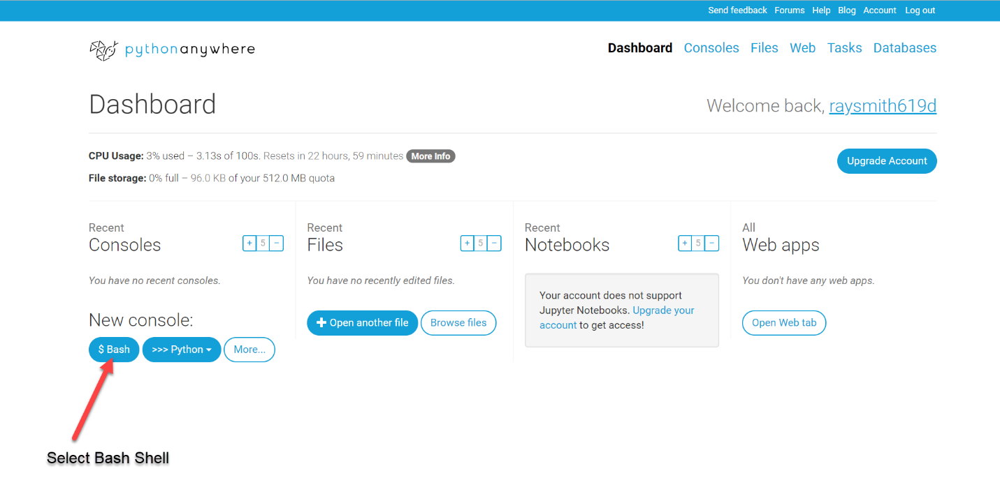 Send feedback Forums Help Blog Account Log out
pythonanywhere
Dashboard Consoles Files Web Tasks Databases
Dashboard
Welcome back, raysmith619d
CPU Usage: 3% used – 3.13s of 100s. Resets in 22 hours, 59 minutes More Info
File storage: 0% full – 96.0 KB of your 512.0 MB quota
Upgrade Account
Recent
Consoles
+ 5 −
You have no recent consoles.
New console:
$ Bash >>> Python More...
Recent
Files
+ 5 −
You have no recently edited files.
+ Open another file Browse files
Recent
Notebooks
+ 5 −
Your account does not support
Jupyter Notebooks. Upgrade your
account to get access!
All
Web apps
You don't have any web apps.
Open Web tab
Select Bash Shell